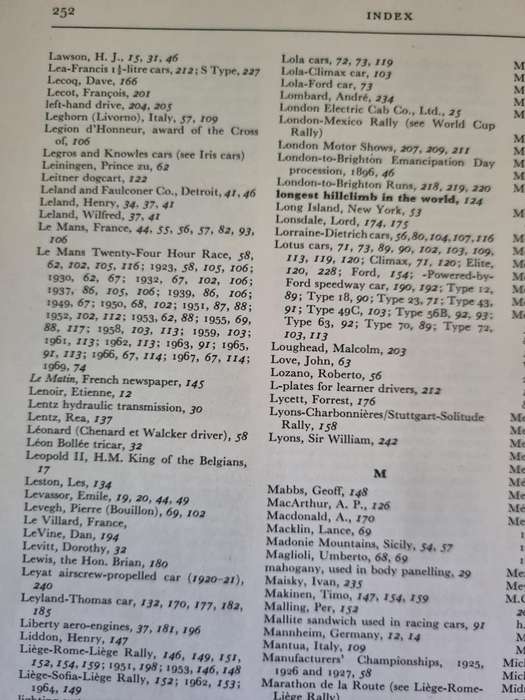 252
INDEX
Lawson, H. J., 15, 31, 46
Lea-Francis 1½-litre cars, 212; S Type, 227
Lecoq, Dave, 166
Lecot, François, 201
left-hand drive, 204, 205
Leghorn (Livorno), Italy, 57, 109
Legion d'Honneur, award of the Cross
of, 106
Legros and Knowles cars (see Iris cars)
Leiningen, Prince zu, 62
Leitner dogcart, 122
Leland and Faulconer Co., Detroit, 41, 46
Leland, Henry, 34, 37, 41
Leland, Wilfred, 37, 41
Le Mans, France, 44, 55, 56, 57, 82, 93,
106
Le Mans Twenty-Four Hour Race, 58,
62, 102, 105, 116; 1923, 58, 105, 106;
1930, 62, 67; 1932, 67, 102, 106;
1937, 86, 105, 106; 1939, 86, 106;
1949, 67; 1950, 68, 102; 1951, 87, 88;
1952, 102, 112; 1953, 62, 88; 1955, 69,
88, 117; 1958, 103, 113; 1959, 103;
1961, 113; 1962, 113; 1963, 91; 1965,
91, 113; 1966, 67, 114; 1967, 67, 114;
1969, 74
Le Matin, French newspaper, 145
Lenoir, Etienne, 12
Lentz hydraulic transmission, 30
Lentz, Rea, 137
Léonard (Chenard et Walcker driver), 58
Léon Bollée tricar, 32
Leopold II, H.M. King of the Belgians,
17
Leston, Les, 134
Levassor, Emile, 19, 20, 44, 49
Levegh, Pierre (Bouillon), 69, 102
Le Villard, France,
LeVine, Dan, 194
Levitt, Dorothy, 32
Lewis, the Hon. Brian, 180
Leyat airscrew-propelled car (1920-21),
240
Leyland-Thomas car, 132, 170, 177, 182,
185
Liberty aero-engines, 37, 181, 196
Liddon, Henry, 147
Liège-Rome-Liège Rally, 146, 149, 151,
152, 154, 159; 1951, 198; 1953, 146, 148
Liège-Sofia-Liège Rally, 152; 1962, 153;
1964, 149
Lola cars, 72, 73, 119
Lola-Climax car, 103
Lola-Ford car, 73
Lombard, André, 234
London Electric Cab Co., Ltd., 25
London-Mexico Rally (see World Cup
Rally)
London Motor Shows, 207, 209, 211
London-to-Brighton Emancipation Day
procession, 1896, 46
London-to-Brighton Runs, 218, 219, 220
longest hillclimb in the world, 124
Long Island, New York, 53
Lonsdale, Lord, 174, 175
Lorraine-Dietrich cars, 56, 80, 104, 107, 116
Lotus cars, 71, 73, 89, 90, 102, 103, 109,
113, 119, 120; Climax, 71, 120; Elite,
120, 228; Ford, 154; -Powered-by-
Ford speedway car, 190, 192; Type 12,
89; Type 18, 90; Type 23, 71; Type 43,
91; Type 49C, 103; Type 56B, 92, 93;
Type 63, 92; Type 70, 89; Type 72,
103, 113
Loughead, Malcolm, 203
Love, John, 63
Lozano, Roberto, 56
L-plates for learner drivers, 212
Lycett, Forrest, 176
Lyons-Charbonnières/Stuttgart-Solitude
Rally, 158
Lyons, Sir William, 242
M
Mabbs, Geoff, 148
MacArthur, A. P., 126
Macdonald, A., 170
Macklin, Lance, 69
Madonie Mountains, Sicily, 54, 57
Maglioli, Umberto, 68, 69
mahogany, used in body panelling, 29
Maisky, Ivan, 235
Makinen, Timo, 147, 154, 159
Malling, Per, 152
Mallite sandwich used in racing cars, 91
Mannheim, Germany, 12, 14
Mantua, Italy, 109
Manufacturers' Championships, 1925,
1926 and 1927, 58
Marathon de la Route (see Liège-Rome-
Liège Rally)